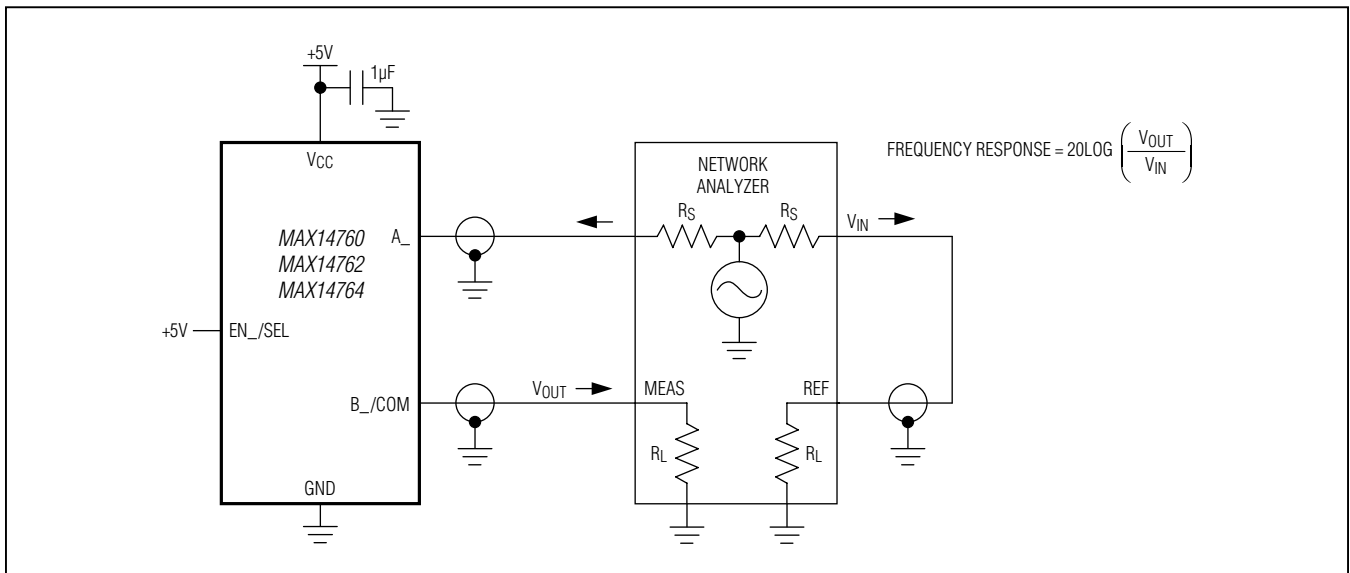 +5V
1µF
VCC
MAX14760
MAX14762
MAX14764
A_
+5V
EN_/SEL
B_/COM
GND
NETWORK
ANALYZER
RS
RS
VIN
VOUT
MEAS
REF
RL
RL
FREQUENCY RESPONSE = 20LOG (VOUT/VIN)